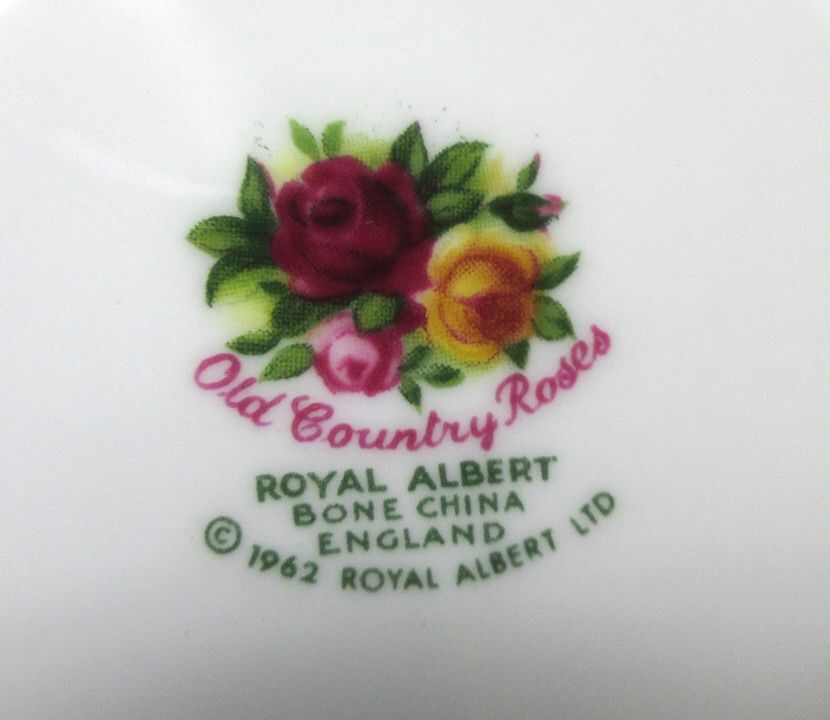 Old Country Roses
ROYAL ALBERT
BONE CHINA
ENGLAND
© 1962 ROYAL ALBERT LTD